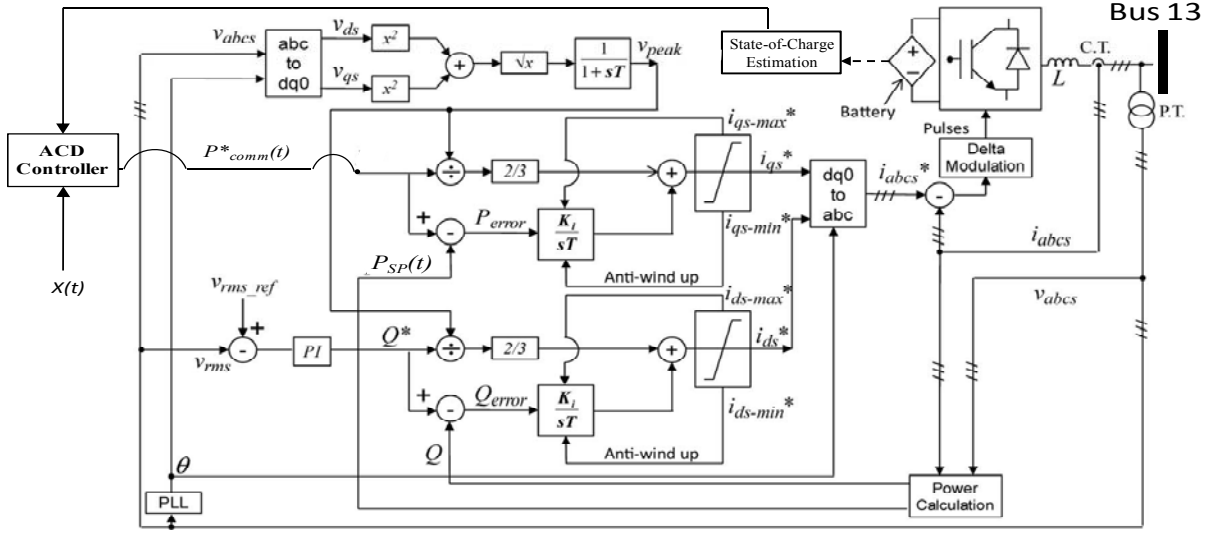 Bus 13
v_abcs
abc
to
dq0
v_ds
x²
v_qs
x²
+
√x
1
1 + sT
v_peak
State-of-Charge
Estimation
+
−
Battery
L
C.T.
P.T.
Pulses
Delta
Modulation
ACD
Controller
P*_comm(t)
X(t)
÷
2/3
+
i_qs-max*
i_qs*
i_qs-min*
+
-
P_error
K_i
sT
Anti-wind up
P_SP(t)
dq0
to
abc
i_abcs*
-
i_abcs
v_abcs
v_rms_ref
+
-
v_rms
PI
Q*
÷
2/3
+
i_ds-max*
i_ds*
i_ds-min*
+
-
Q_error
K_i
sT
Anti-wind up
Q
θ
PLL
Power
Calculation